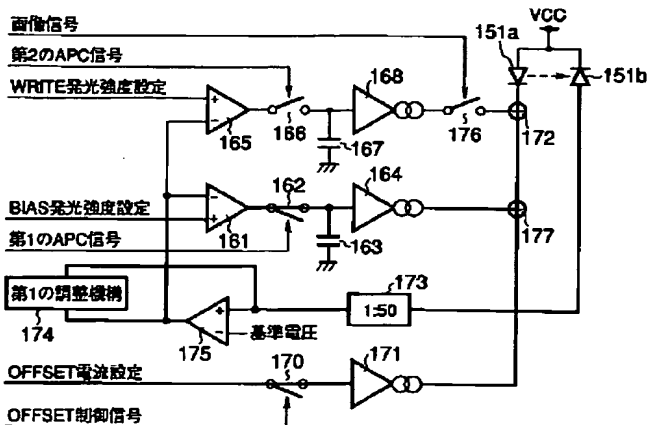 画像信号
第2のAPC信号
WRITE発光強度設定
BIAS発光強度設定
第1のAPC信号
第1の調整機構
174
OFFSET電流設定
OFFSET制御信号
165
166
167
168
176
VCC
151a
151b
172
161
162
163
164
177
175
基準電圧
173
1:50
170
171